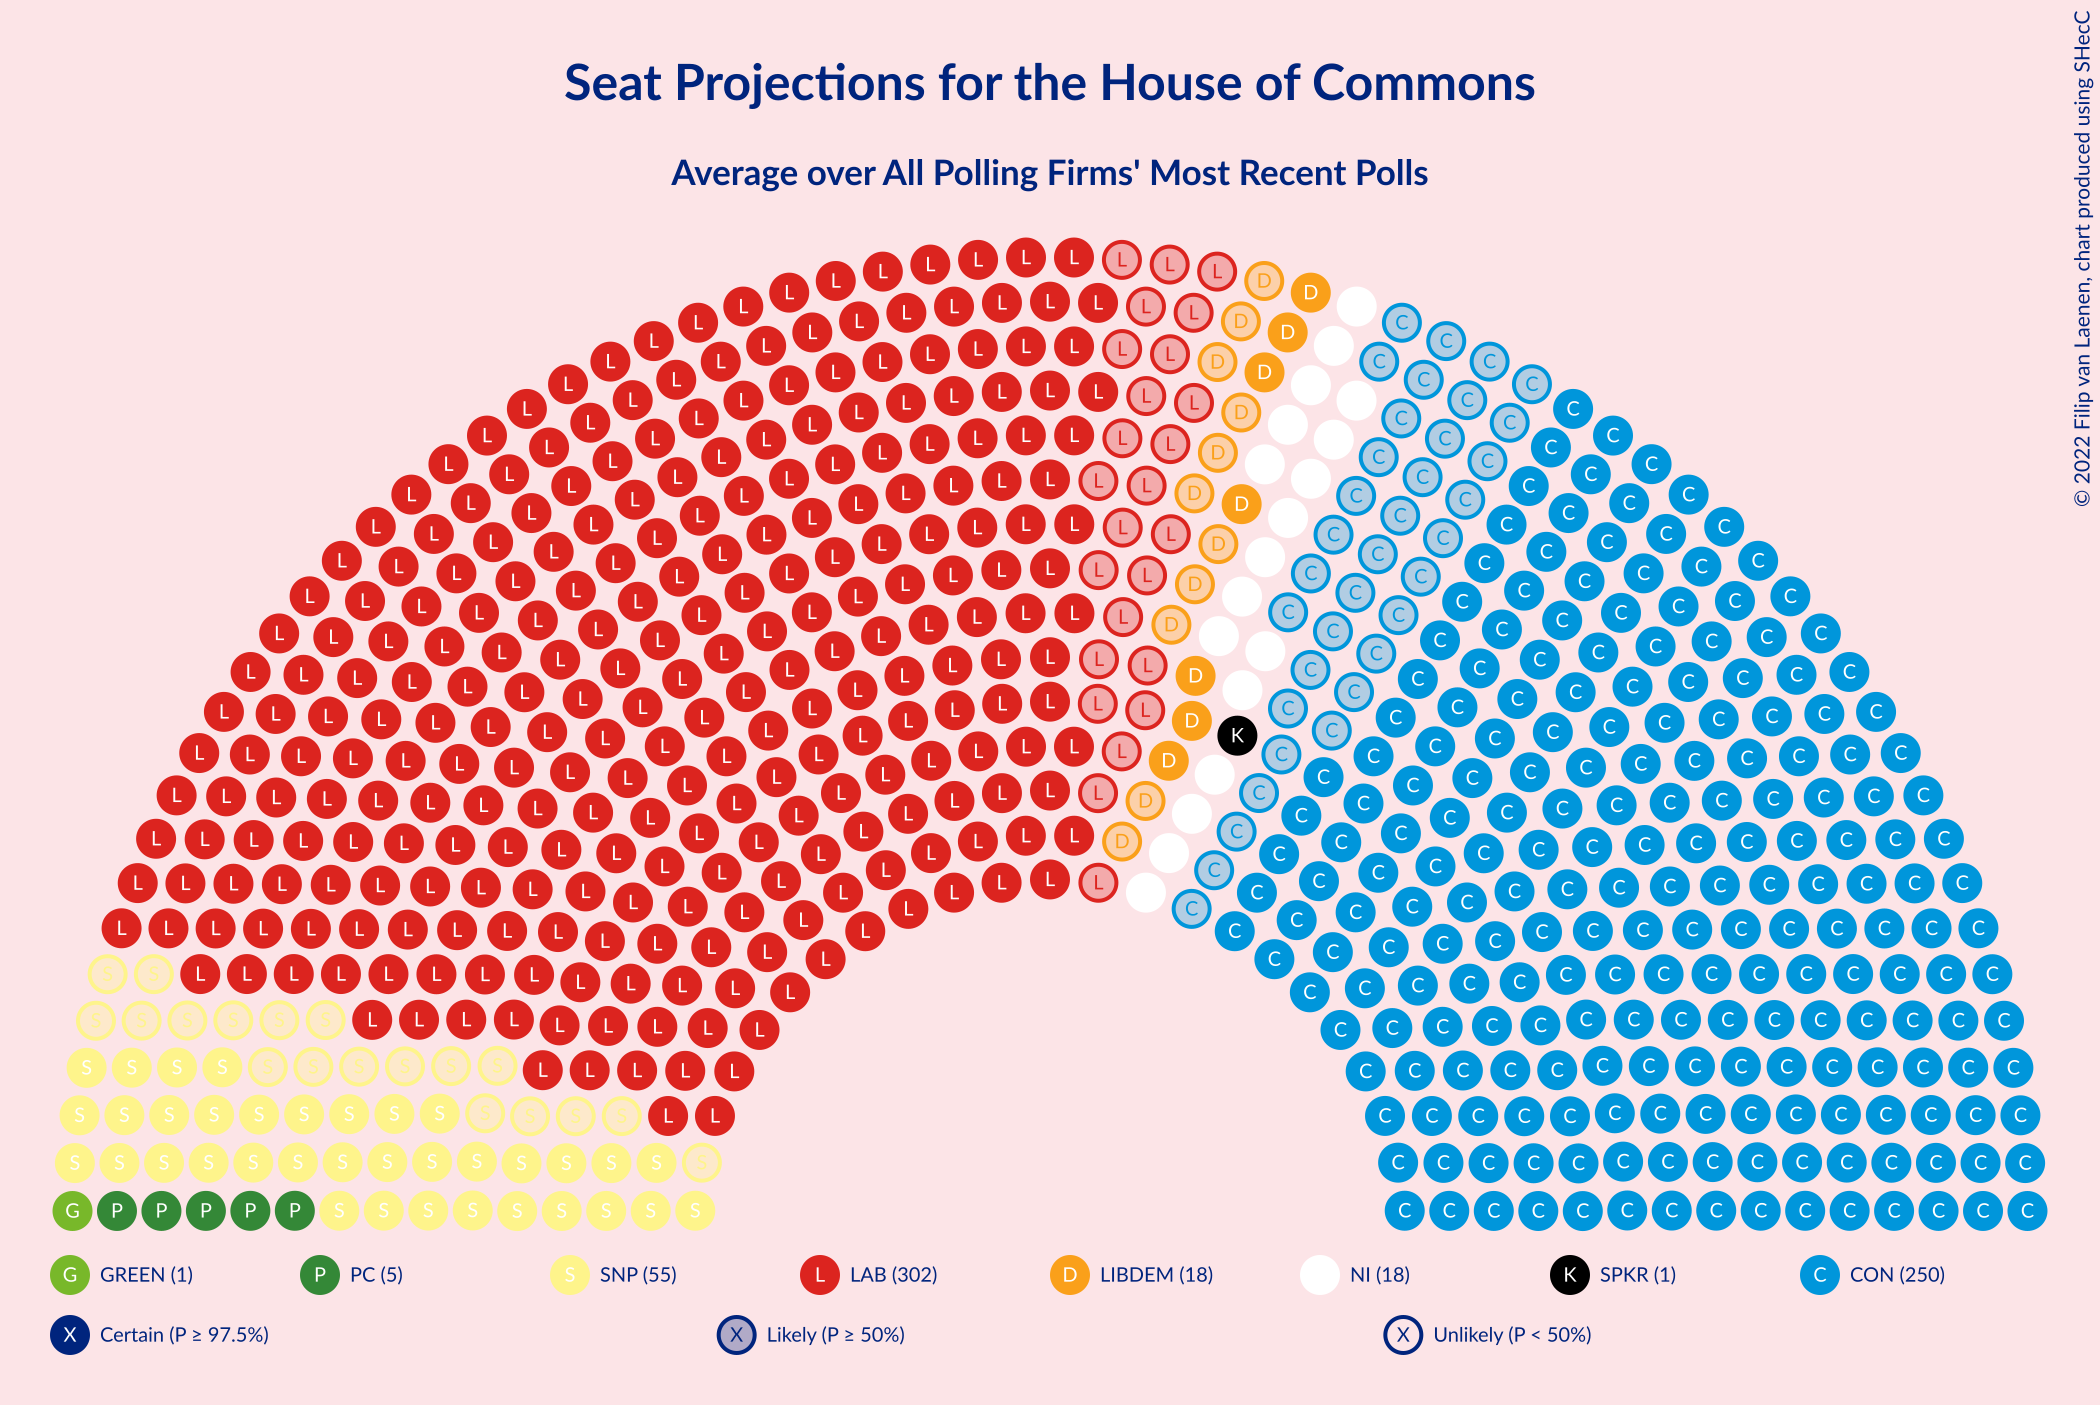 Seat Projections for the House of Commons
Average over All Polling Firms' Most Recent Polls
© 2022 Filip van Laenen, chart produced using SHecC
G GREEN (1) P PC (5) S SNP (55) L LAB (302) D LIBDEM (18) NI (18) K SPKR (1) C CON (250)
X Certain (P ≥ 97.5%) X Likely (P ≥ 50%) X Unlikely (P < 50%)